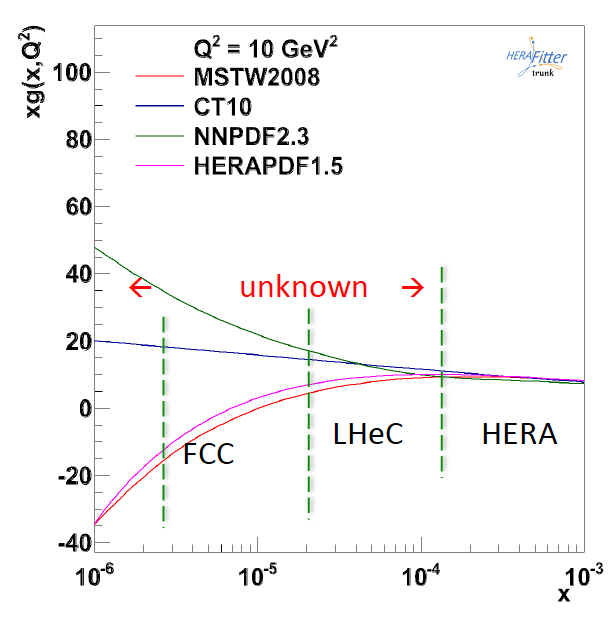 xg(x,Q²)
Q² = 10 GeV²
MSTW2008
CT10
NNPDF2.3
HERAPDF1.5
HERAFitter
trunk
100
80
60
40
20
0
-20
-40
← unknown →
FCC
LHeC
HERA
10⁻⁶ 10⁻⁵ 10⁻⁴ 10⁻³
x